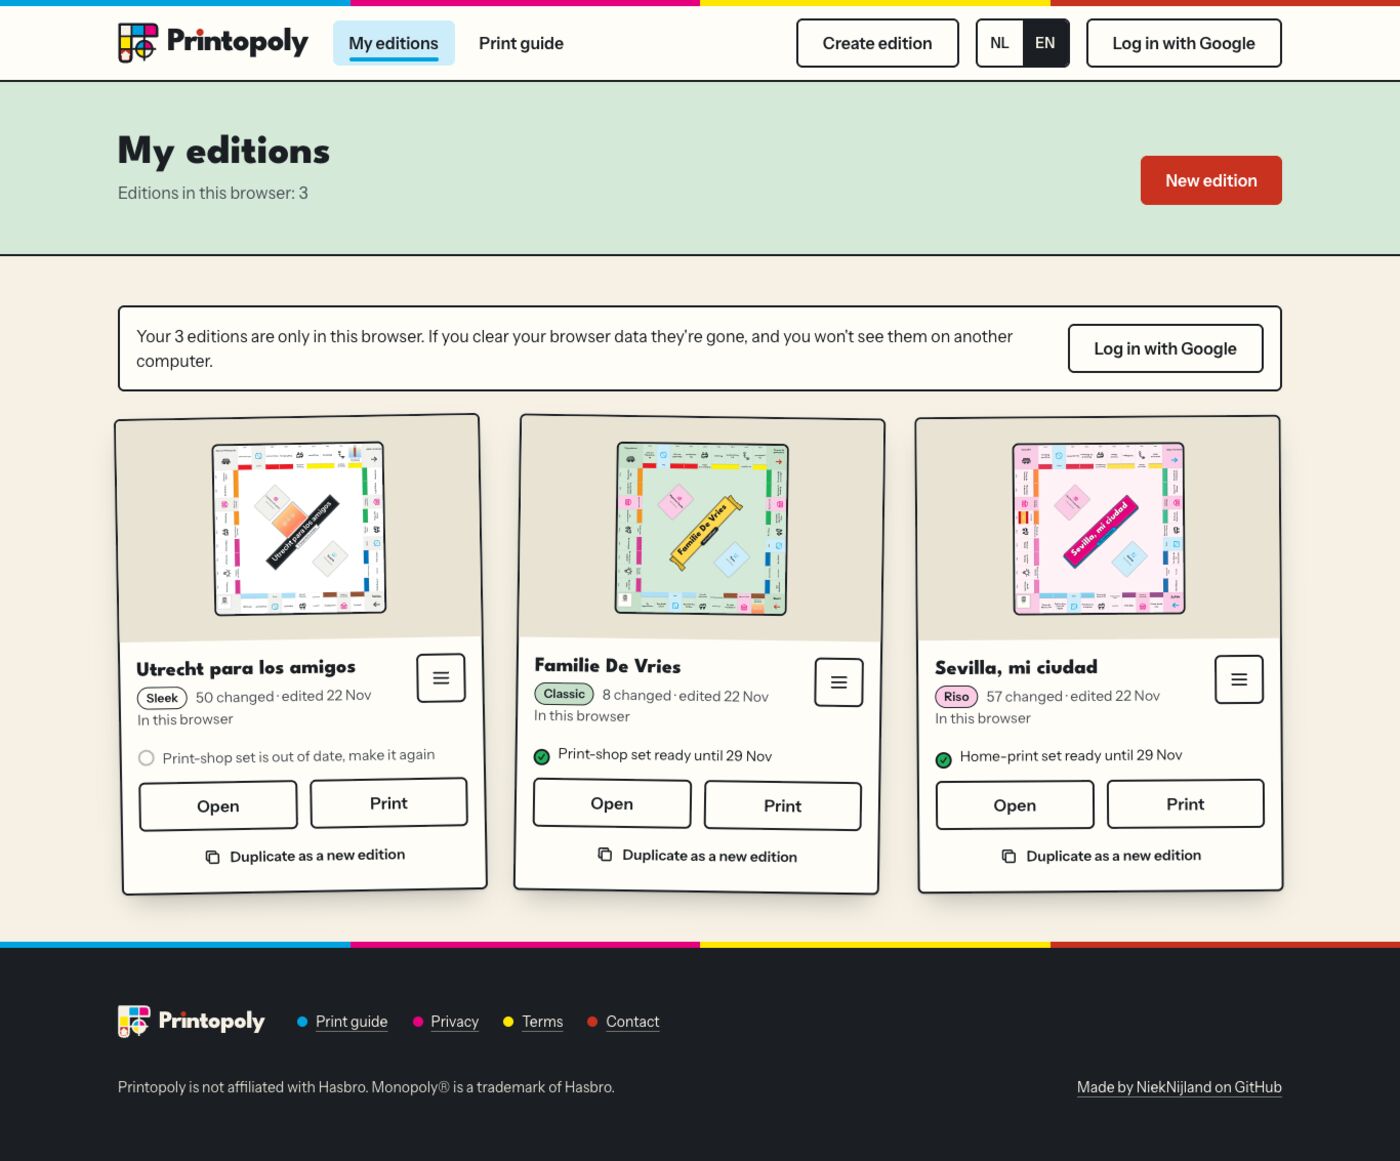 Printopoly
My editions
Print guide
Create edition
NL
EN
Log in with Google
My editions
Editions in this browser: 3
New edition
Your 3 editions are only in this browser. If you clear your browser data they're gone, and you won't see them on another
computer.
Log in with Google
Utrecht para los amigos
Utrecht para los amigos
Sleek
50 changed · edited 22 Nov
In this browser
Print-shop set is out of date, make it again
Open
Print
Duplicate as a new edition
Familie De Vries
Familie De Vries
Classic
8 changed · edited 22 Nov
In this browser
Print-shop set ready until 29 Nov
Open
Print
Duplicate as a new edition
Sevilla, mi ciudad
Sevilla, mi ciudad
Riso
57 changed · edited 22 Nov
In this browser
Home-print set ready until 29 Nov
Open
Print
Duplicate as a new edition
Printopoly
Print guide
Privacy
Terms
Contact
Printopoly is not affiliated with Hasbro. Monopoly® is a trademark of Hasbro.
Made by NiekNijland on GitHub